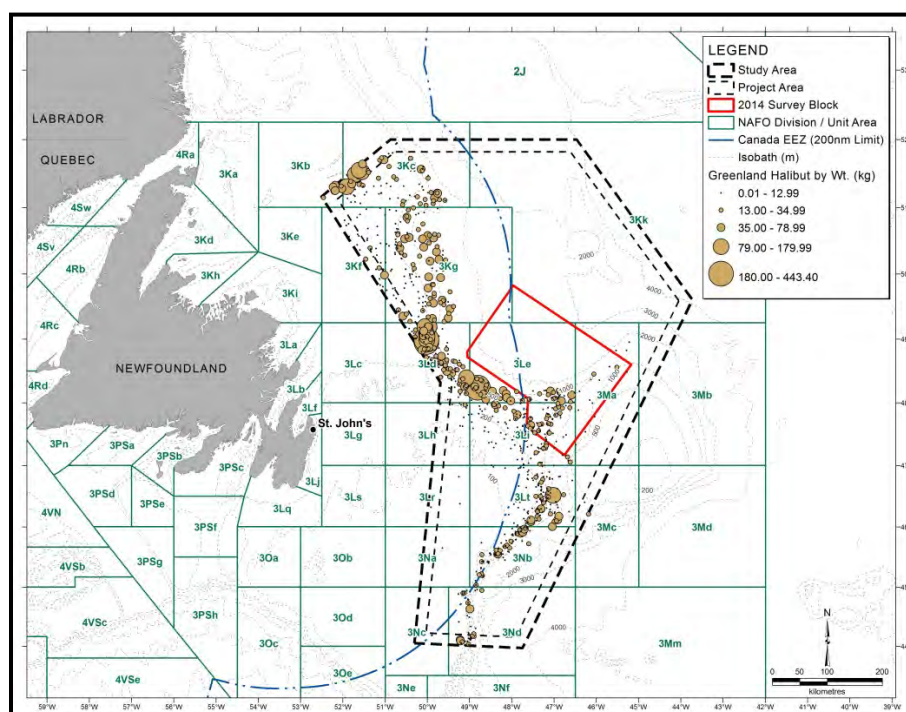 LEGEND
Study Area
Project Area
2014 Survey Block
NAFO Division / Unit Area
Canada EEZ (200nm Limit)
Isobath (m)
Greenland Halibut by Wt. (kg)
0.01 - 12.99
13.00 - 34.99
35.00 - 78.99
79.00 - 179.99
180.00 - 443.40
2J
LABRADOR
QUEBEC
4Ra
3Ka
3Kb
3Kc
3Kk
4Sw
4Sv
4Rb
3Kd
3Ke
3Kf
3Kg
3Kh
3Ki
2000
4000
3000
2000
4Rc
3La
3Lc
3Ld
3Le
1000
3Ma
3Mb
NEWFOUNDLAND
4Rd
3Lb
3Lf
St. John's
1000
500
3Pn
3PSa
3PSb
3PSc
3Lg
3Lh
3Li
3Lj
3PSd
3PSe
3Lq
3Ls
3Lr
3Lt
100
200
4VN
3PSf
3Mc
3Md
4VSb
3PSg
3Oa
3Ob
3Na
3Nb
2000
3000
3PSh
4VSc
3Od
3Oc
3Nc
3Nd
4000
3Mm
4VSe
3Oe
3Ne
3Nf
N
0 50 100 200
kilometres
59°W 58°W 57°W 56°W 55°W 54°W 53°W 52°W 51°W 50°W 49°W 48°W 47°W 46°W 45°W 44°W 43°W 42°W 41°W 40°W 39°W